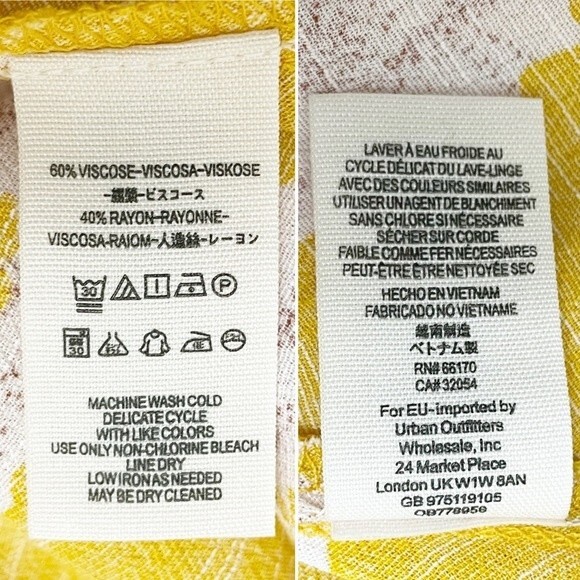 60% VISCOSE-VISCOSA-VISKOSE
-ビスコース
40% RAYON-RAYONNE-
VISCOSA-RAIOM-人造絲-レーヨン
30
30
MACHINE WASH COLD
DELICATE CYCLE
WITH LIKE COLORS
USE ONLY NON-CHLORINE BLEACH
LINE DRY
LOW IRON AS NEEDED
MAY BE DRY CLEANED
LAVER À EAU FROIDE AU
CYCLE DÉLICAT DU LAVE-LINGE
AVEC DES COULEURS SIMILAIRES
UTILISER UN AGENT DE BLANCHIMENT
SANS CHLORE SI NÉCESSAIRE
SÉCHER SUR CORDE
FAIBLE COMME FER NÉCESSAIRES
PEUT-ÊTRE ÊTRE NETTOYÉE SEC
HECHO EN VIETNAM
FABRICADO NO VIETNAME
越南製造
ベトナム製
RN# 66170
CA# 32054
For EU-imported by
Urban Outfitters
Wholesale, Inc
24 Market Place
London UK W1W 8AN
GB 975119105
OB778958